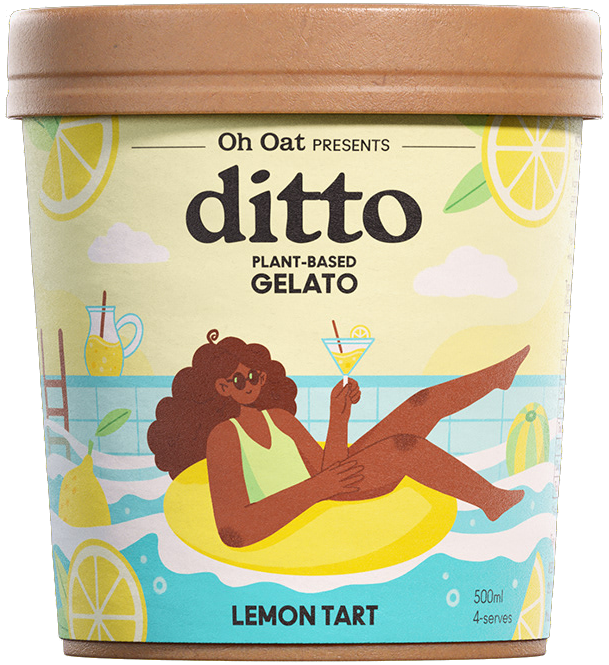 Oh Oat PRESENTS
ditto
PLANT-BASED
GELATO
LEMON TART
500ml
4-serves